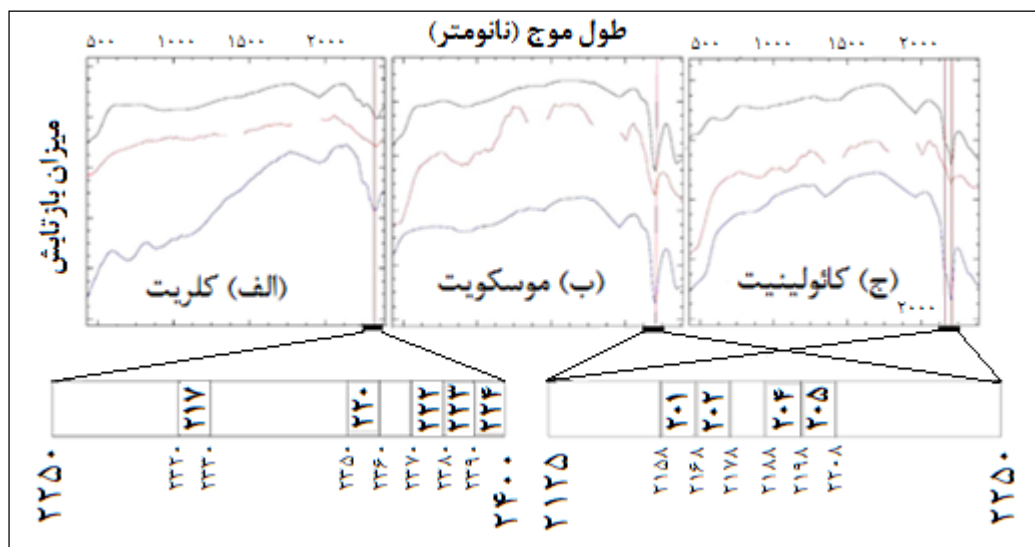 طول موج (نانومتر)
۵۰۰ ۱۰۰۰ ۱۵۰۰ ۲۰۰۰
۵۰۰ ۱۰۰۰ ۱۵۰۰ ۲۰۰۰
میزان بازتابش
(الف) کلریت
(ب) موسکویت
(ج) کائولینیت
۲۰۰۰
۲۱۷ ۲۲۰ ۲۲۲ ۲۲۳ ۲۲۴
۲۲۵۰ ۲۳۲۰ ۲۳۳۰ ۲۳۵۰ ۲۳۶۰ ۲۳۷۰ ۲۳۸۰ ۲۳۹۰ ۲۴۰۰
۲۰۱ ۲۰۲ ۲۰۴ ۲۰۵
۲۱۲۵ ۲۱۵۸ ۲۱۶۸ ۲۱۷۸ ۲۱۸۸ ۲۱۹۸ ۲۲۰۸ ۲۲۵۰